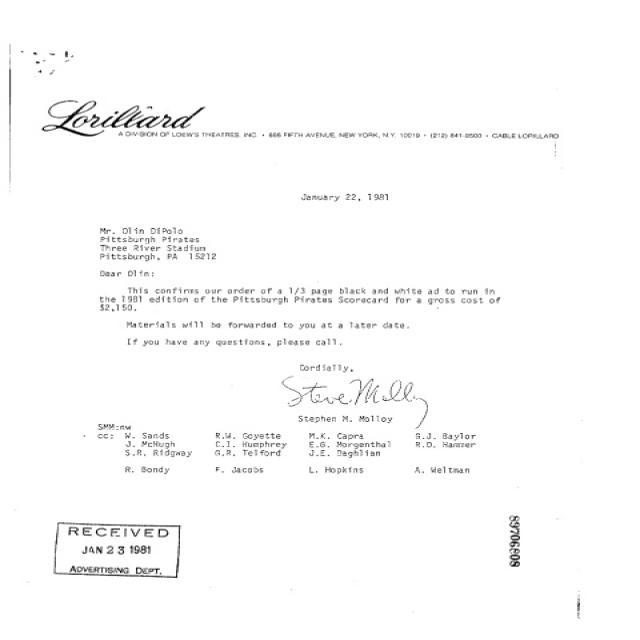 Lorillard
A DIVISION OF LOEW'S THEATRES, INC. • 666 FIFTH AVENUE, NEW YORK, N.Y. 10019 • (212) 841-9500 • CABLE LORILLARD
January 22, 1981
Mr. Olin DiPolo
Pittsburgh Pirates
Three River Stadium
Pittsburgh, PA 15212
Dear Olin:
This confirms our order of a 1/3 page black and white ad to run in
the 1981 edition of the Pittsburgh Pirates Scorecard for a gross cost of
$2,150.
Materials will be forwarded to you at a later date.
If you have any questions, please call.
Cordially,
Steve Molloy
Stephen M. Molloy
SMM:nw
cc: W. Sands R.W. Goyette M.K. Capra G.J. Baylor
J. McHugh C.I. Humphrey E.G. Morgenthal R.D. Hammer
S.R. Ridgway G.R. Telford J.E. Daghlian
R. Bondy F. Jacobs L. Hopkins A. Weltman
RECEIVED
JAN 23 1981
ADVERTISING DEPT.
89706808